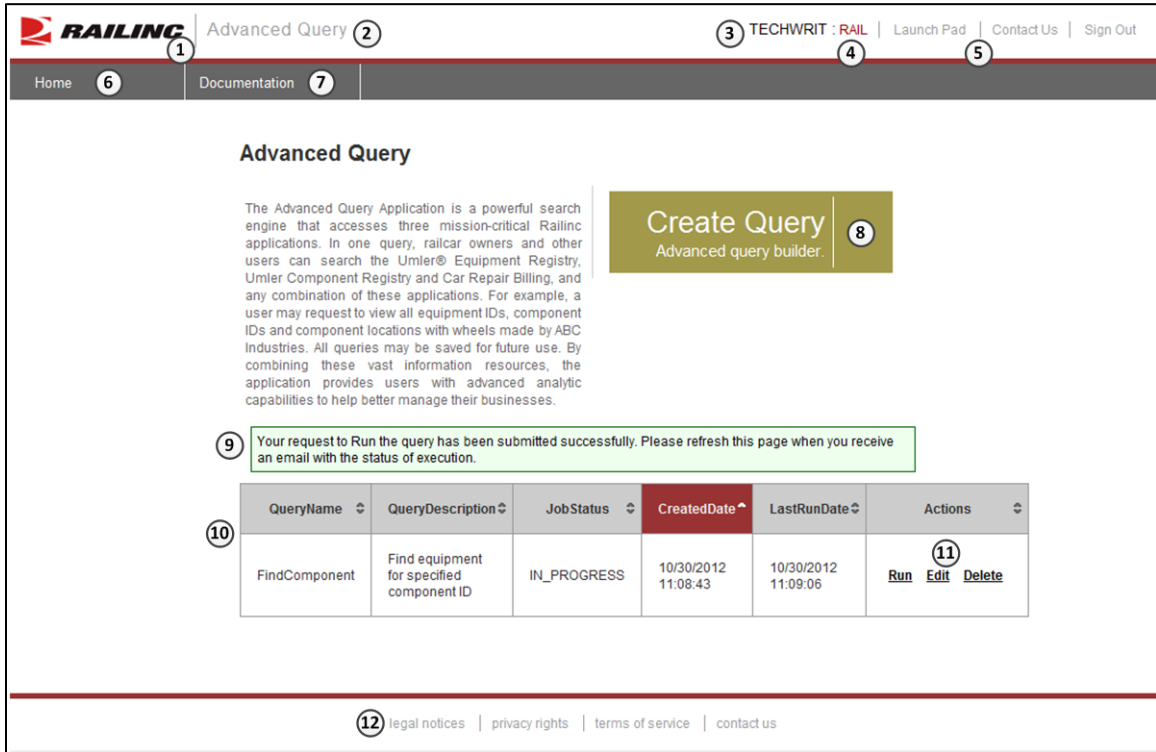 RAILINC Advanced Query 2 3 TECHWRIT : RAIL | Launch Pad | Contact Us | Sign Out
1 4 5
Home 6 Documentation 7
Advanced Query
The Advanced Query Application is a powerful search
engine that accesses three mission-critical Railinc
applications. In one query, railcar owners and other
users can search the Umler® Equipment Registry,
Umler Component Registry and Car Repair Billing, and
any combination of these applications. For example, a
user may request to view all equipment IDs, component
IDs and component locations with wheels made by ABC
Industries. All queries may be saved for future use. By
combining these vast information resources, the
application provides users with advanced analytic
capabilities to help better manage their businesses.
Create Query
Advanced query builder.
8
9
Your request to Run the query has been submitted successfully. Please refresh this page when you receive
an email with the status of execution.
10
QueryName QueryDescription JobStatus CreatedDate LastRunDate Actions
FindComponent
Find equipment
for specified
component ID
IN_PROGRESS
10/30/2012
11:08:43
10/30/2012
11:09:06
11
Run Edit Delete
12 legal notices | privacy rights | terms of service | contact us